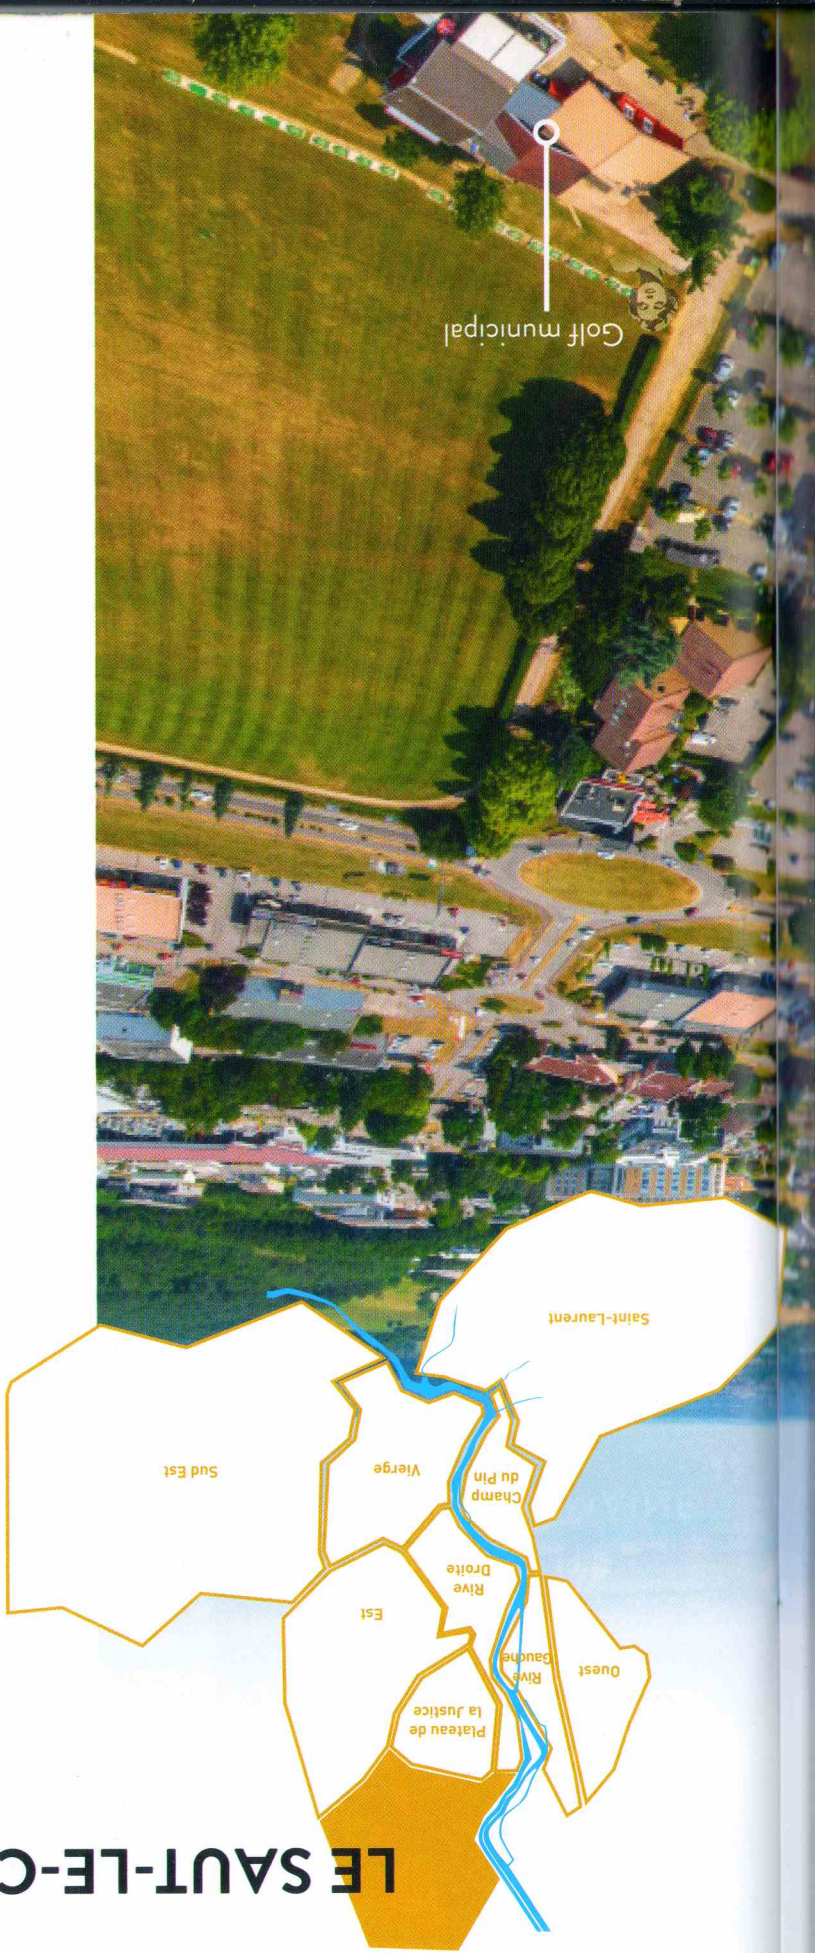 LE SAUT-LE-C
Plateau de
la Justice
Rive
Gauche
Ouest
Est
Rive
Droite
Champ
du Pin
Vierge
Sud Est
Saint-Laurent
Golf municipal